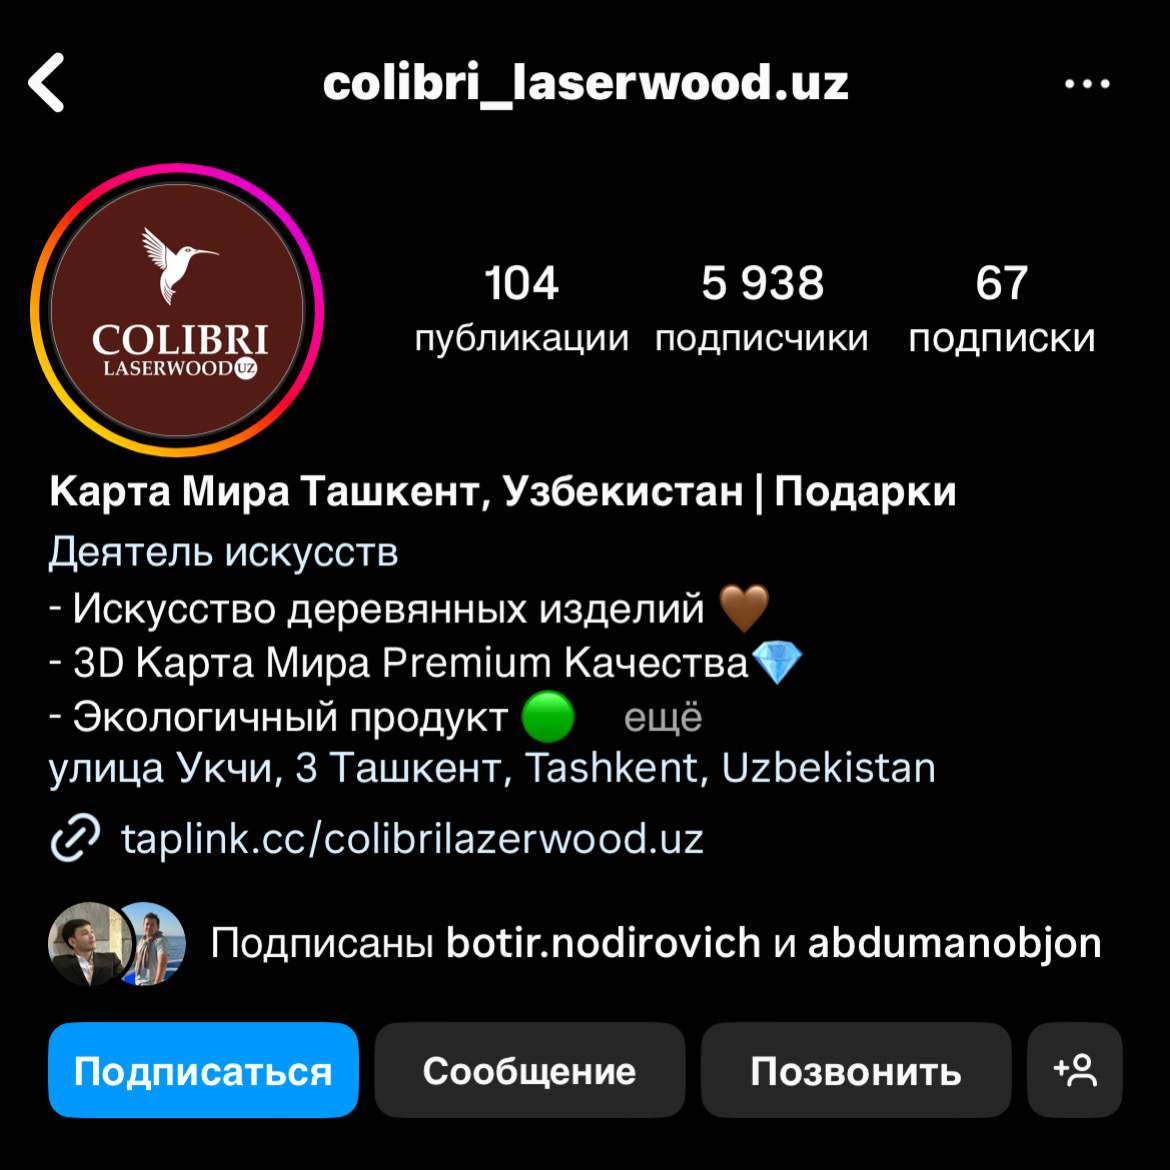 colibri_laserwood.uz
COLIBRI
LASERWOOD UZ
104
публикации
5 938
подписчики
67
подписки
Карта Мира Ташкент, Узбекистан | Подарки
Деятель искусств
- Искусство деревянных изделий 🤎
- 3D Карта Мира Premium Качества💎
- Экологичный продукт 🟢 ещё
улица Укчи, 3 Ташкент, Tashkent, Uzbekistan
taplink.cc/colibrilazerwood.uz
Подписаны botir.nodirovich и abdumanobjon
Подписаться
Сообщение
Позвонить